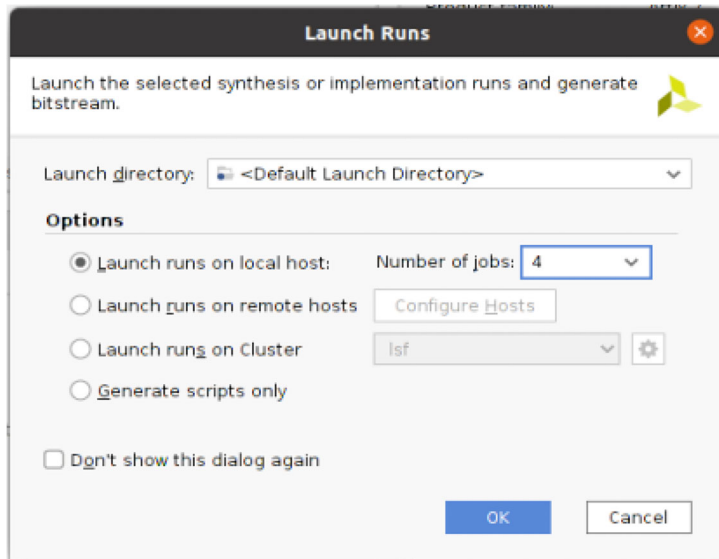 Launch Runs
Launch the selected synthesis or implementation runs and generate
bitstream.
Launch directory: <Default Launch Directory>
Options
Launch runs on local host: Number of jobs: 4
Launch runs on remote hosts Configure Hosts
Launch runs on Cluster lsf
Generate scripts only
Don't show this dialog again
OK Cancel